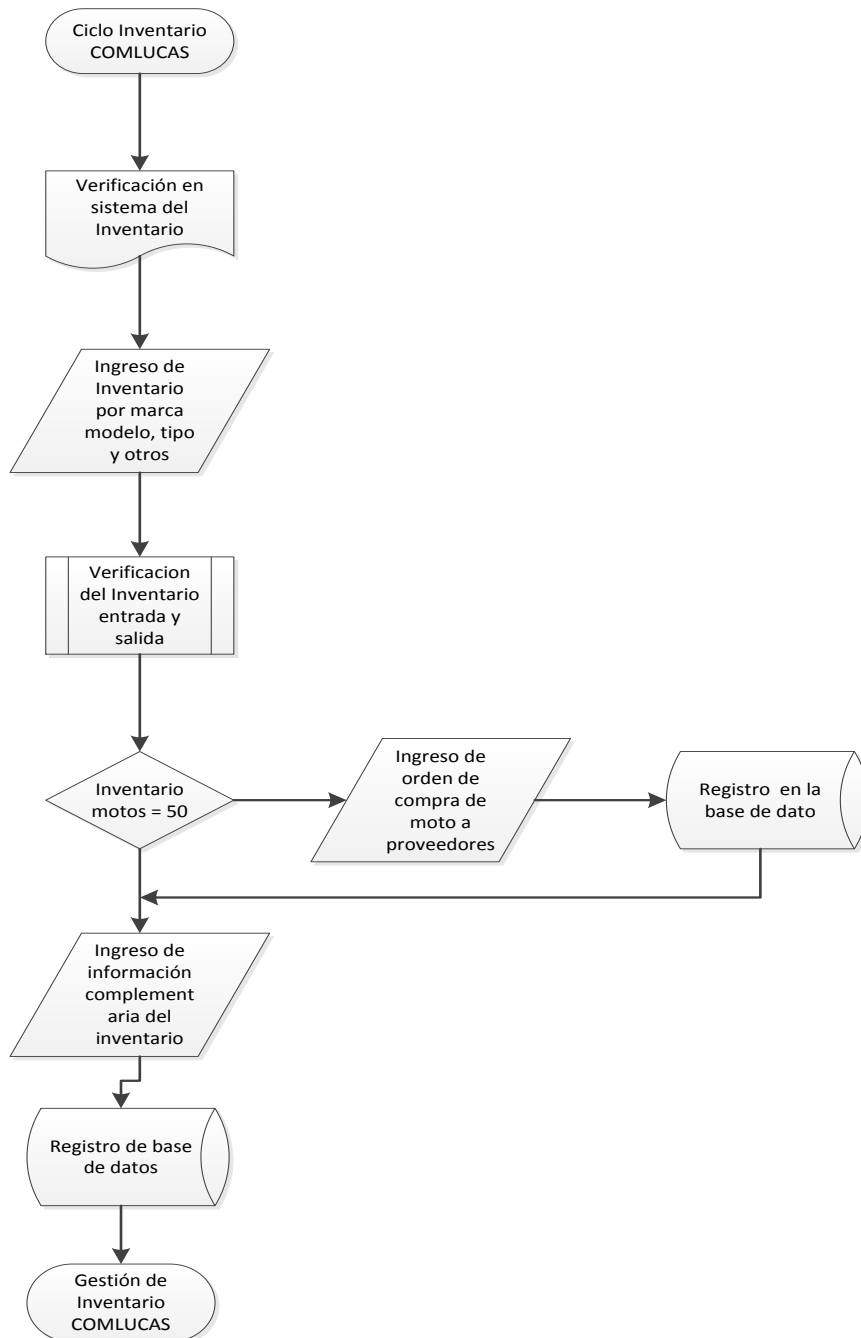 Ciclo Inventario
COMLUCAS
Verificación en
sistema del
Inventario
Ingreso de
Inventario
por marca
modelo, tipo
y otros
Verificacion
del Inventario
entrada y
salida
Inventario
motos = 50
Ingreso de
orden de
compra de
moto a
proveedores
Registro en la
base de dato
Ingreso de
información
complement
aria del
inventario
Registro de base
de datos
Gestión de
Inventario
COMLUCAS